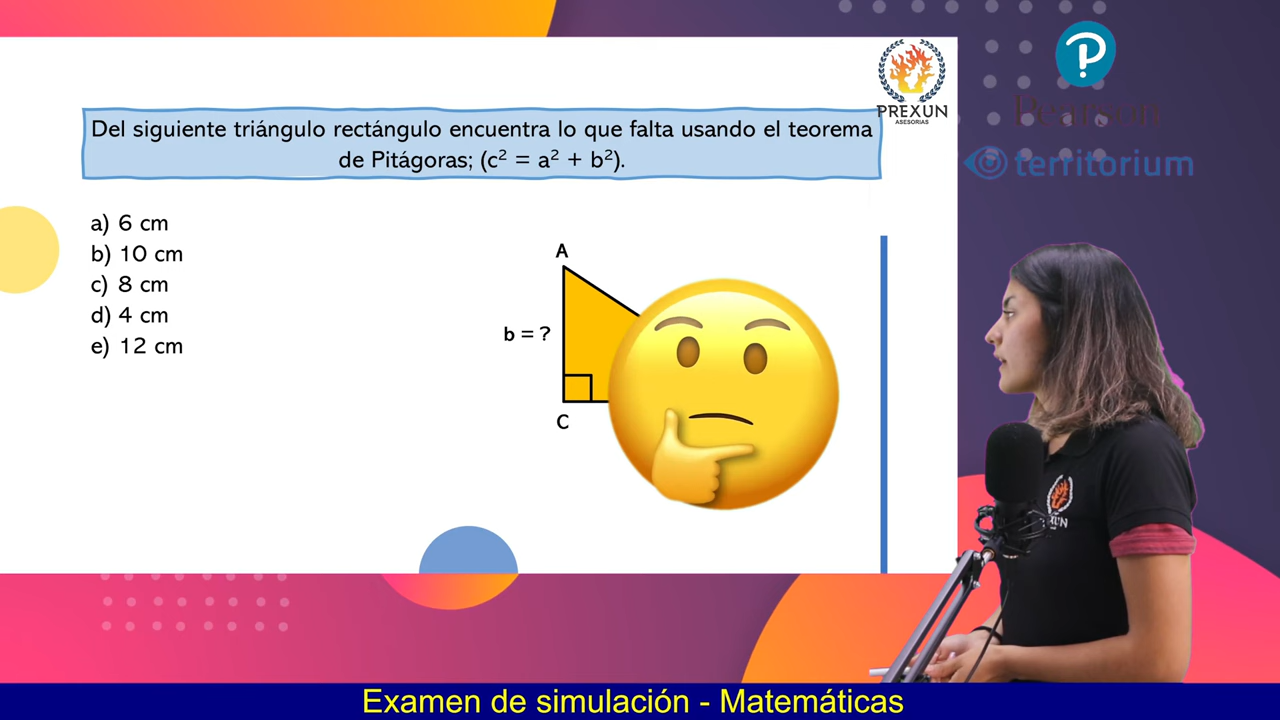 PREXUN
ASESORIAS
Pearson
territorium
Del siguiente triángulo rectángulo encuentra lo que falta usando el teorema
de Pitágoras; (c² = a² + b²).
a) 6 cm
b) 10 cm
c) 8 cm
d) 4 cm
e) 12 cm
A
b = ?
C
Examen de simulación - Matemáticas